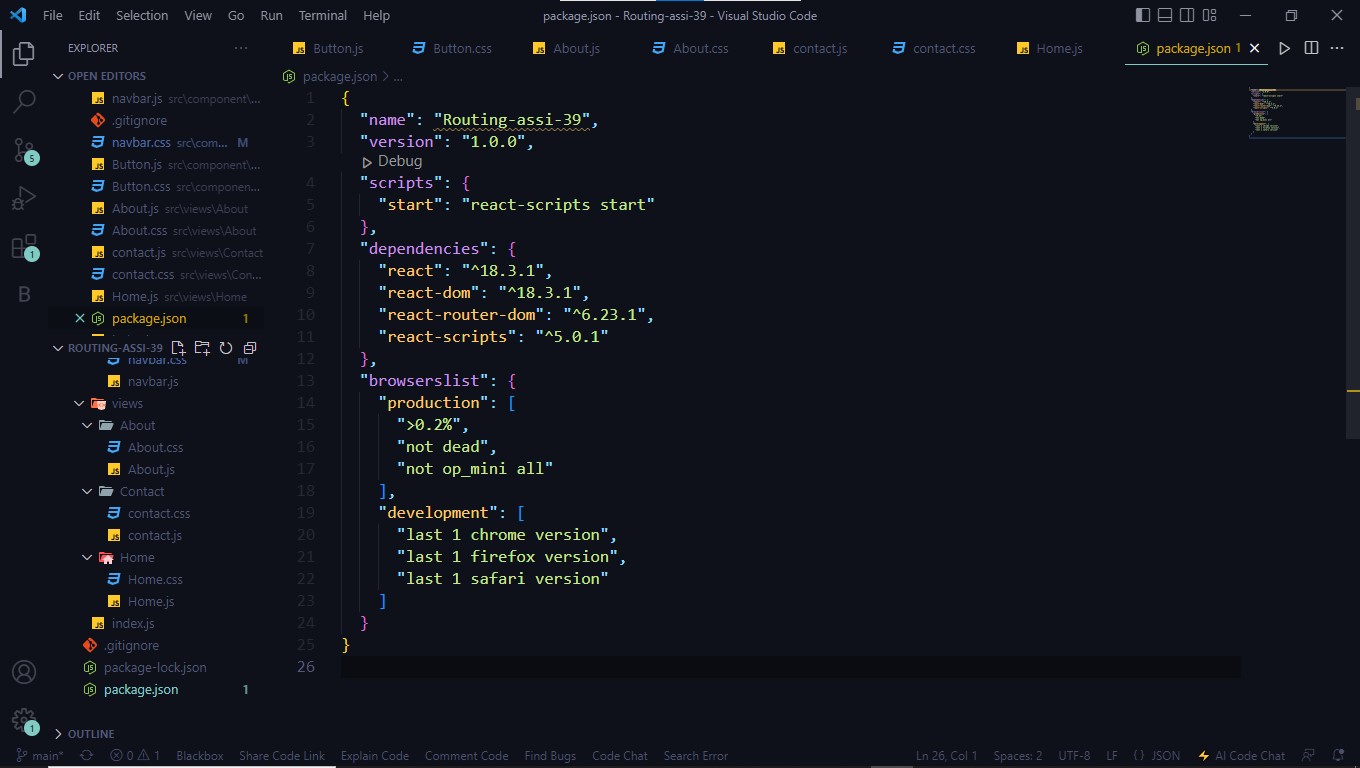 File Edit Selection View Go Run Terminal Help package.json - Routing-assi-39 - Visual Studio Code
EXPLORER
Button.js Button.css About.js About.css contact.js contact.css Home.js package.json 1
OPEN EDITORS
package.json > ...
navbar.js src\component\...
.gitignore
navbar.css src\com... M
Button.js src\component\...
Button.css src\componen...
About.js src\views\About
About.css src\views\About
contact.js src\views\Contact
contact.css src\views\Con...
Home.js src\views\Home
package.json 1
ROUTING-ASSI-39
navbar.css M
navbar.js
views
About
About.css
About.js
Contact
contact.css
contact.js
Home
Home.css
Home.js
index.js
.gitignore
package-lock.json
package.json 1
OUTLINE
5
1
B
1
1 {
2 "name": "Routing-assi-39",
3 "version": "1.0.0",
Debug
4 "scripts": {
5 "start": "react-scripts start"
6 },
7 "dependencies": {
8 "react": "^18.3.1",
9 "react-dom": "^18.3.1",
10 "react-router-dom": "^6.23.1",
11 "react-scripts": "^5.0.1"
12 },
13 "browserslist": {
14 "production": [
15 ">0.2%",
16 "not dead",
17 "not op_mini all"
18 ],
19 "development": [
20 "last 1 chrome version",
21 "last 1 firefox version",
22 "last 1 safari version"
23 ]
24 }
25 }
26
main* 0 1 Blackbox Share Code Link Explain Code Comment Code Find Bugs Code Chat Search Error Ln 26, Col 1 Spaces: 2 UTF-8 LF {} JSON AI Code Chat